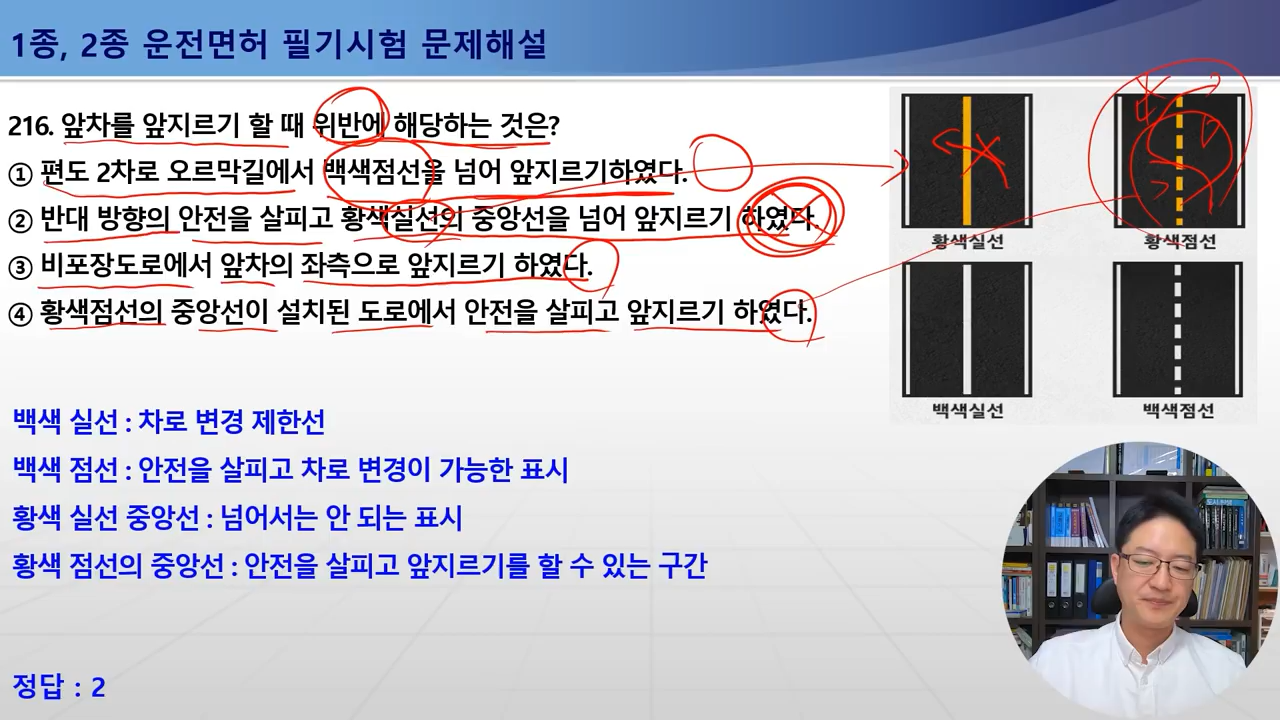 1종, 2종 운전면허 필기시험 문제해설
216. 앞차를 앞지르기 할 때 위반에 해당하는 것은?
① 편도 2차로 오르막길에서 백색점선을 넘어 앞지르기하였다.
② 반대 방향의 안전을 살피고 황색실선의 중앙선을 넘어 앞지르기 하였다.
③ 비포장도로에서 앞차의 좌측으로 앞지르기 하였다.
④ 황색점선의 중앙선이 설치된 도로에서 안전을 살피고 앞지르기 하였다.
황색실선
황색점선
백색실선
백색점선
백색 실선 : 차로 변경 제한선
백색 점선 : 안전을 살피고 차로 변경이 가능한 표시
황색 실선 중앙선 : 넘어서는 안 되는 표시
황색 점선의 중앙선 : 안전을 살피고 앞지르기를 할 수 있는 구간
정답 : 2